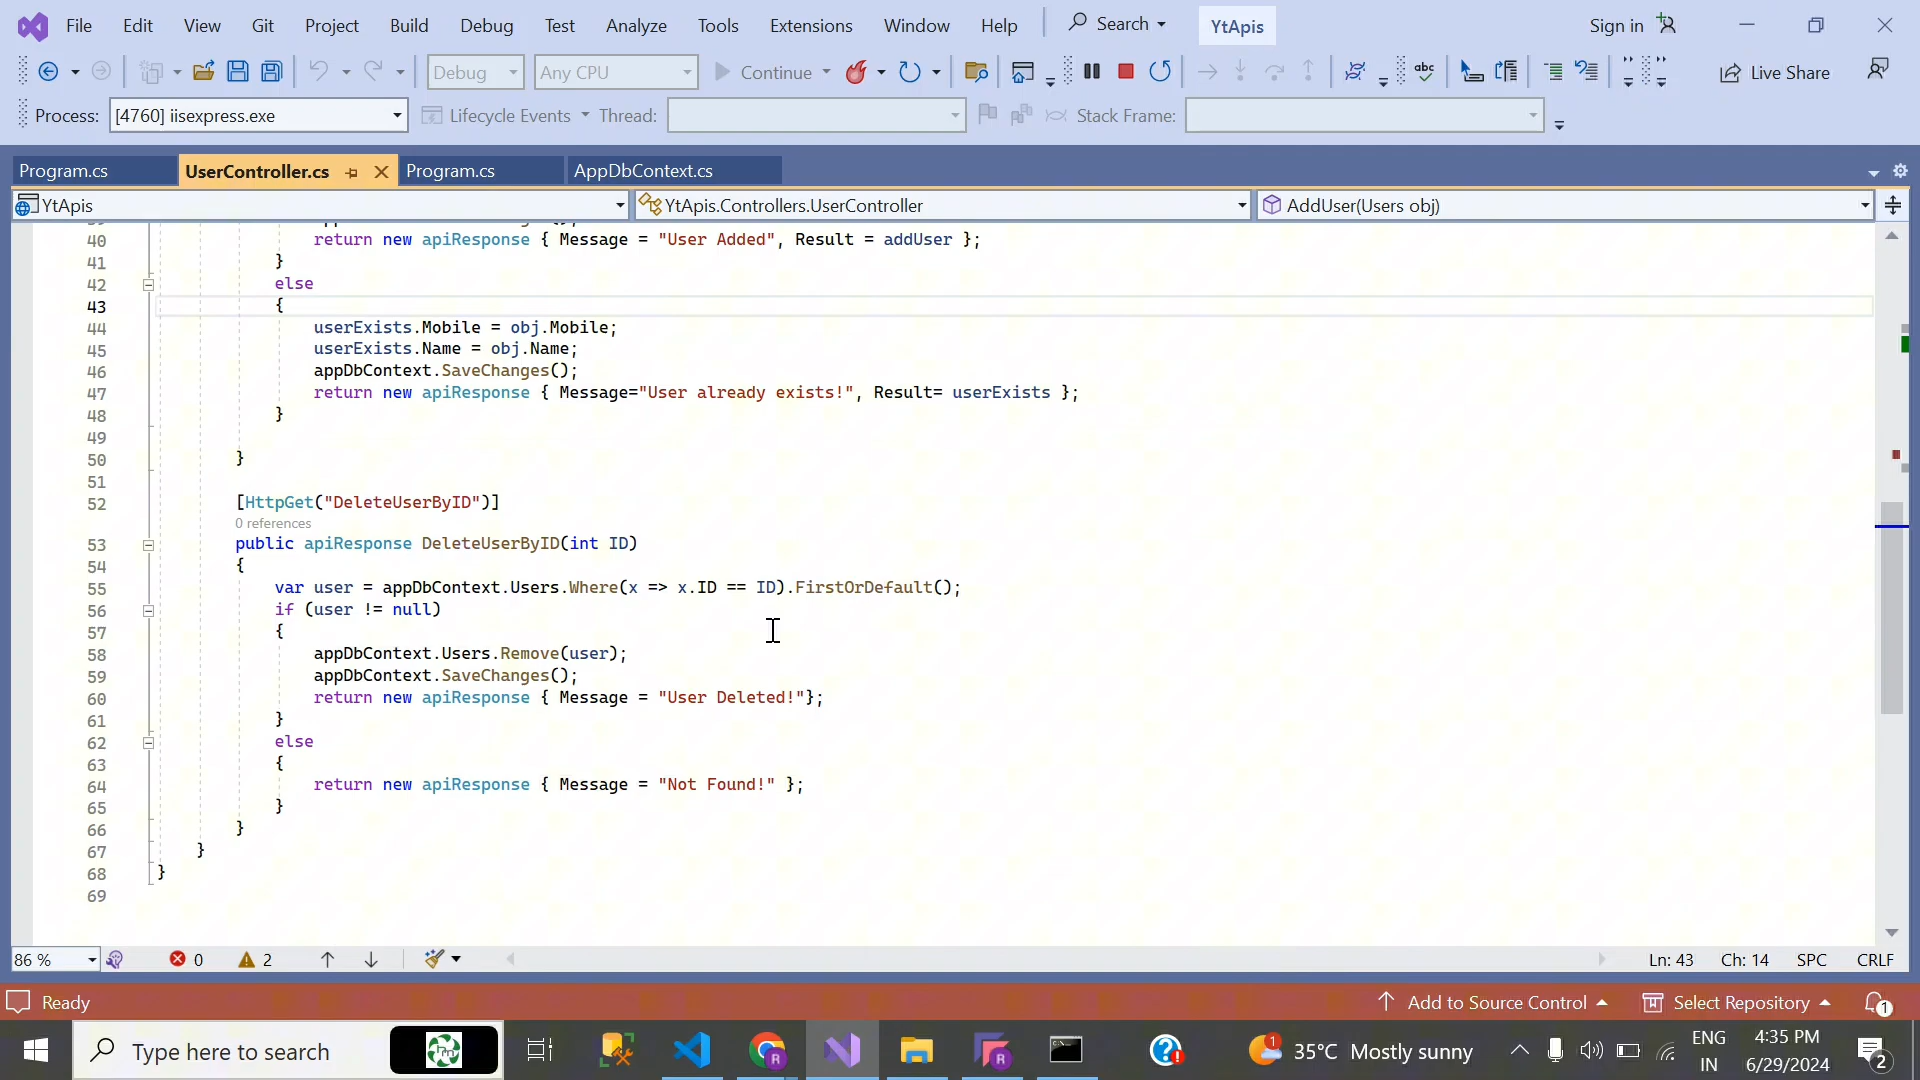 File Edit View Git Project Build Debug Test Analyze Tools Extensions Window Help Search YtApis Sign in
Debug Any CPU Continue Live Share
Process: [4760] iisexpress.exe Lifecycle Events Thread: Stack Frame:
Program.cs UserController.cs Program.cs AppDbContext.cs
YtApis YtApis.Controllers.UserController AddUser(Users obj)
40 return new apiResponse { Message = "User Added", Result = addUser };
41 }
42 else
43 {
44 userExists.Mobile = obj.Mobile;
45 userExists.Name = obj.Name;
46 appDbContext.SaveChanges();
47 return new apiResponse { Message="User already exists!", Result= userExists };
48 }
49
50 }
51
52 [HttpGet("DeleteUserByID")]
0 references
53 public apiResponse DeleteUserByID(int ID)
54 {
55 var user = appDbContext.Users.Where(x => x.ID == ID).FirstOrDefault();
56 if (user != null)
57 {
58 appDbContext.Users.Remove(user);
59 appDbContext.SaveChanges();
60 return new apiResponse { Message = "User Deleted!"};
61 }
62 else
63 {
64 return new apiResponse { Message = "Not Found!" };
65 }
66 }
67 }
68 }
69
86 % 0 2 Ln: 43 Ch: 14 SPC CRLF
Ready Add to Source Control Select Repository 1
Type here to search 1 35°C Mostly sunny ENG 4:35 PM
IN 6/29/2024 2